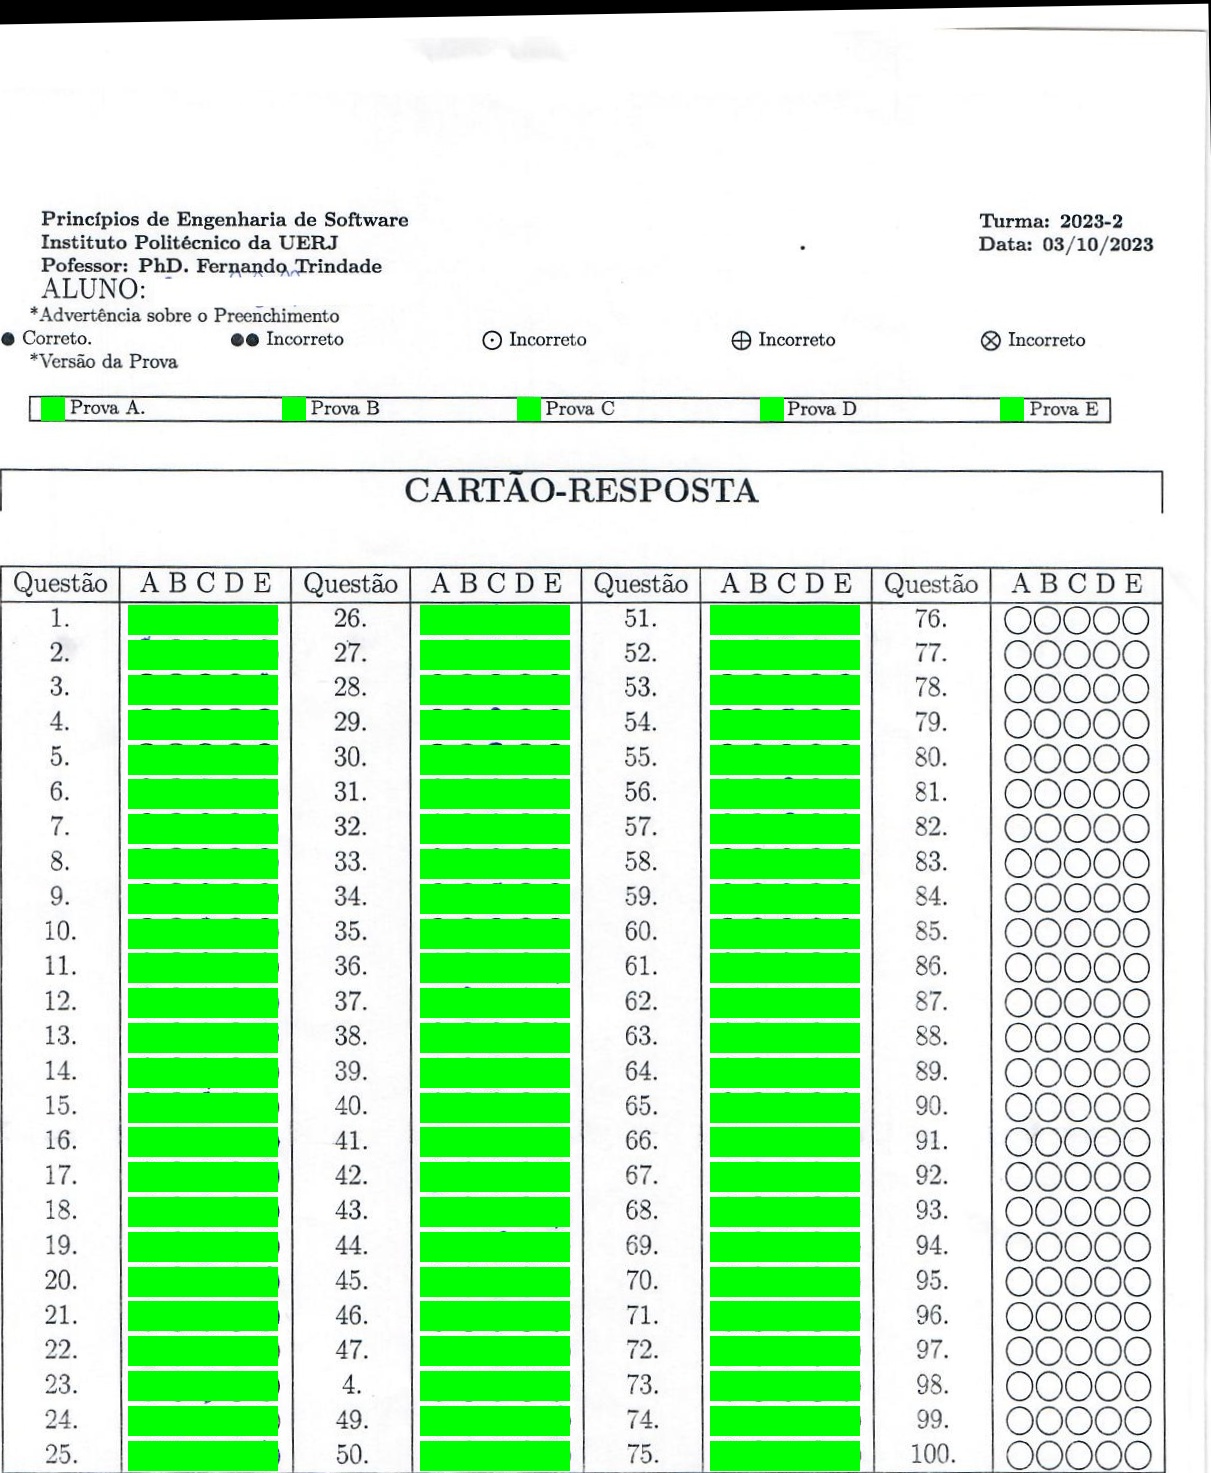 Princípios de Engenharia de Software
Turma: 2023-2
Instituto Politécnico da UERJ
Data: 03/10/2023
Pofessor: PhD. Fernando Trindade
ALUNO:
*Advertência sobre o Preenchimento
Correto. Incorreto Incorreto Incorreto Incorreto
*Versão da Prova
Prova A. Prova B Prova C Prova D Prova E
CARTÃO-RESPOSTA
Questão A B C D E Questão A B C D E Questão A B C D E Questão A B C D E
1. 26. 51. 76.
2. 27. 52. 77.
3. 28. 53. 78.
4. 29. 54. 79.
5. 30. 55. 80.
6. 31. 56. 81.
7. 32. 57. 82.
8. 33. 58. 83.
9. 34. 59. 84.
10. 35. 60. 85.
11. 36. 61. 86.
12. 37. 62. 87.
13. 38. 63. 88.
14. 39. 64. 89.
15. 40. 65. 90.
16. 41. 66. 91.
17. 42. 67. 92.
18. 43. 68. 93.
19. 44. 69. 94.
20. 45. 70. 95.
21. 46. 71. 96.
22. 47. 72. 97.
23. 4. 73. 98.
24. 49. 74. 99.
25. 50. 75. 100.